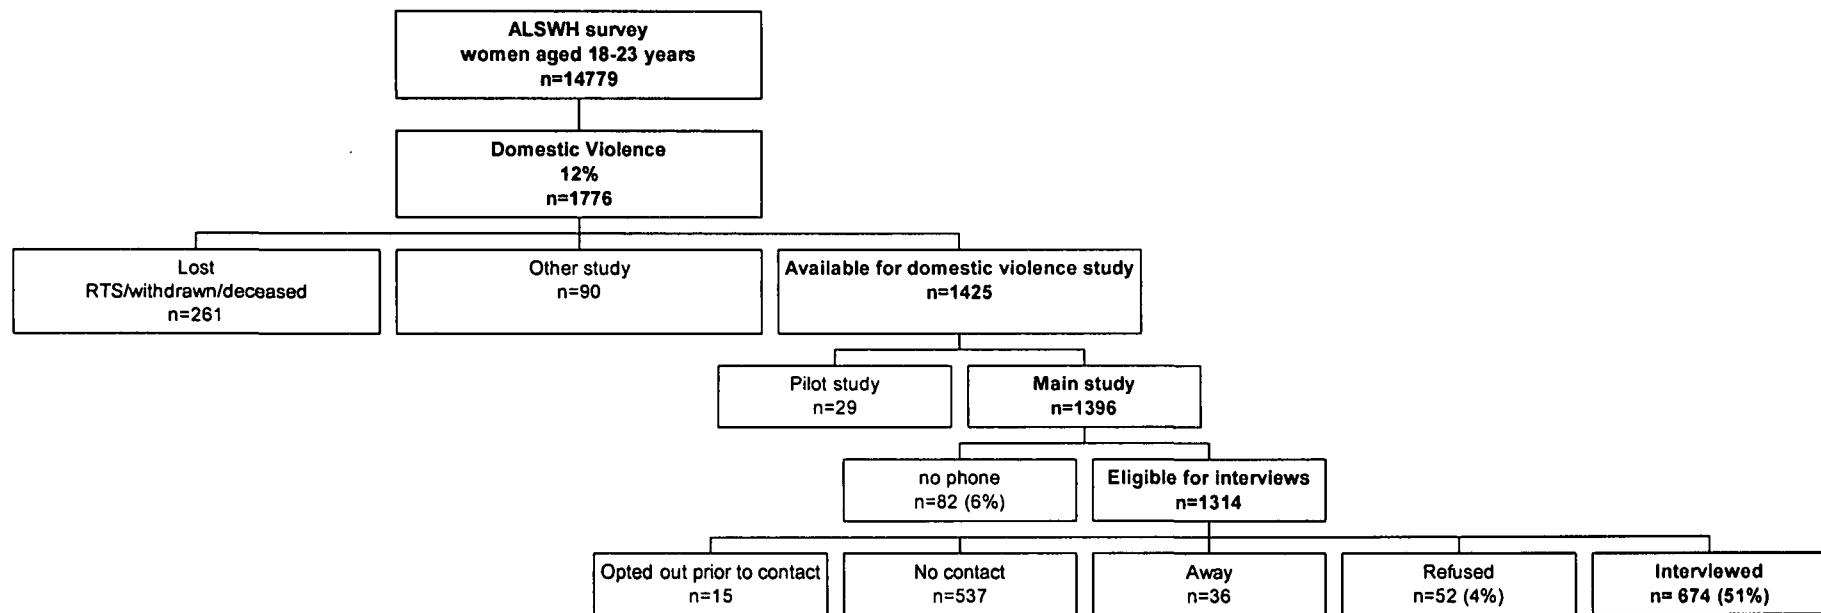 ALSWH survey
women aged 18-23 years
n=14779
Domestic Violence
12%
n=1776
Lost
RTS/withdrawn/deceased
n=261
Other study
n=90
Available for domestic violence study
n=1425
Pilot study
n=29
Main study
n=1396
no phone
n=82 (6%)
Eligible for interviews
n=1314
Opted out prior to contact
n=15
No contact
n=537
Away
n=36
Refused
n=52 (4%)
Interviewed
n= 674 (51%)